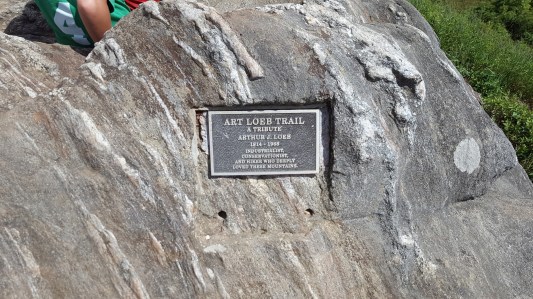 ART LOEB TRAIL
A TRIBUTE
ARTHUR J. LOEB
1914 - 1968
INDUSTRIALIST,
CONSERVATIONIST,
AND HIKER WHO DEEPLY
LOVED THESE MOUNTAINS.